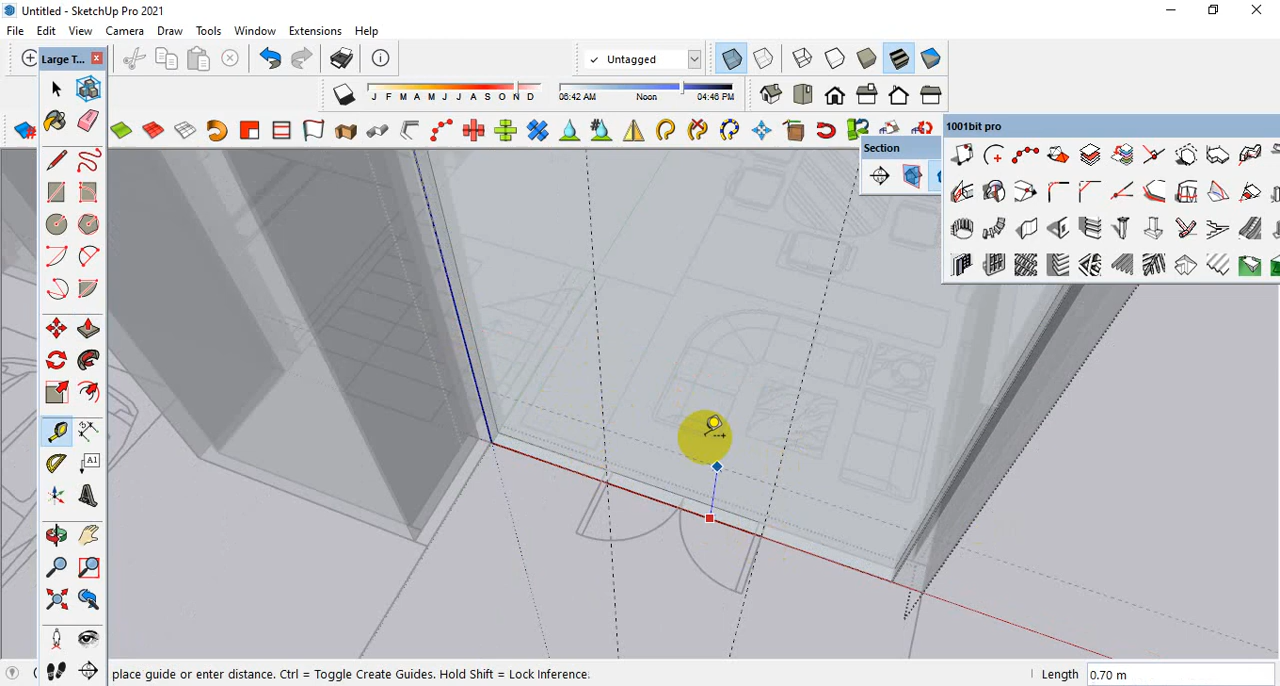 Untitled - SketchUp Pro 2021
File Edit View Camera Draw Tools Window Extensions Help
Large T...
✓ Untagged
J F M A M J J A S O N D
06:42 AM Noon 04:46 PM
1001bit pro
Section
A1
place guide or enter distance. Ctrl = Toggle Create Guides. Hold Shift = Lock Inference.
Length 0.70 m